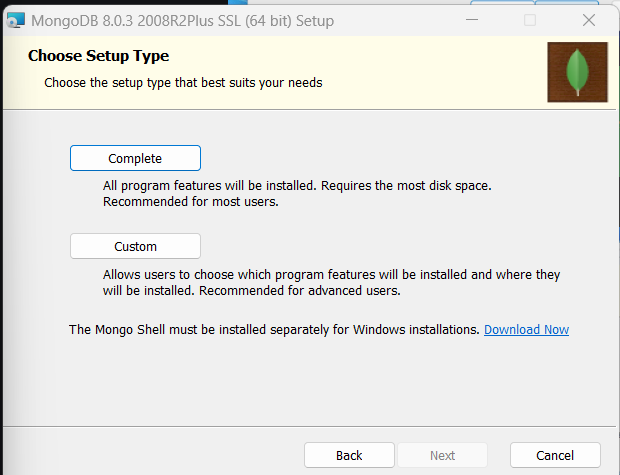 MongoDB 8.0.3 2008R2Plus SSL (64 bit) Setup
Choose Setup Type
Choose the setup type that best suits your needs
Complete
All program features will be installed. Requires the most disk space.
Recommended for most users.
Custom
Allows users to choose which program features will be installed and where they
will be installed. Recommended for advanced users.
The Mongo Shell must be installed separately for Windows installations. Download Now
Back Next Cancel